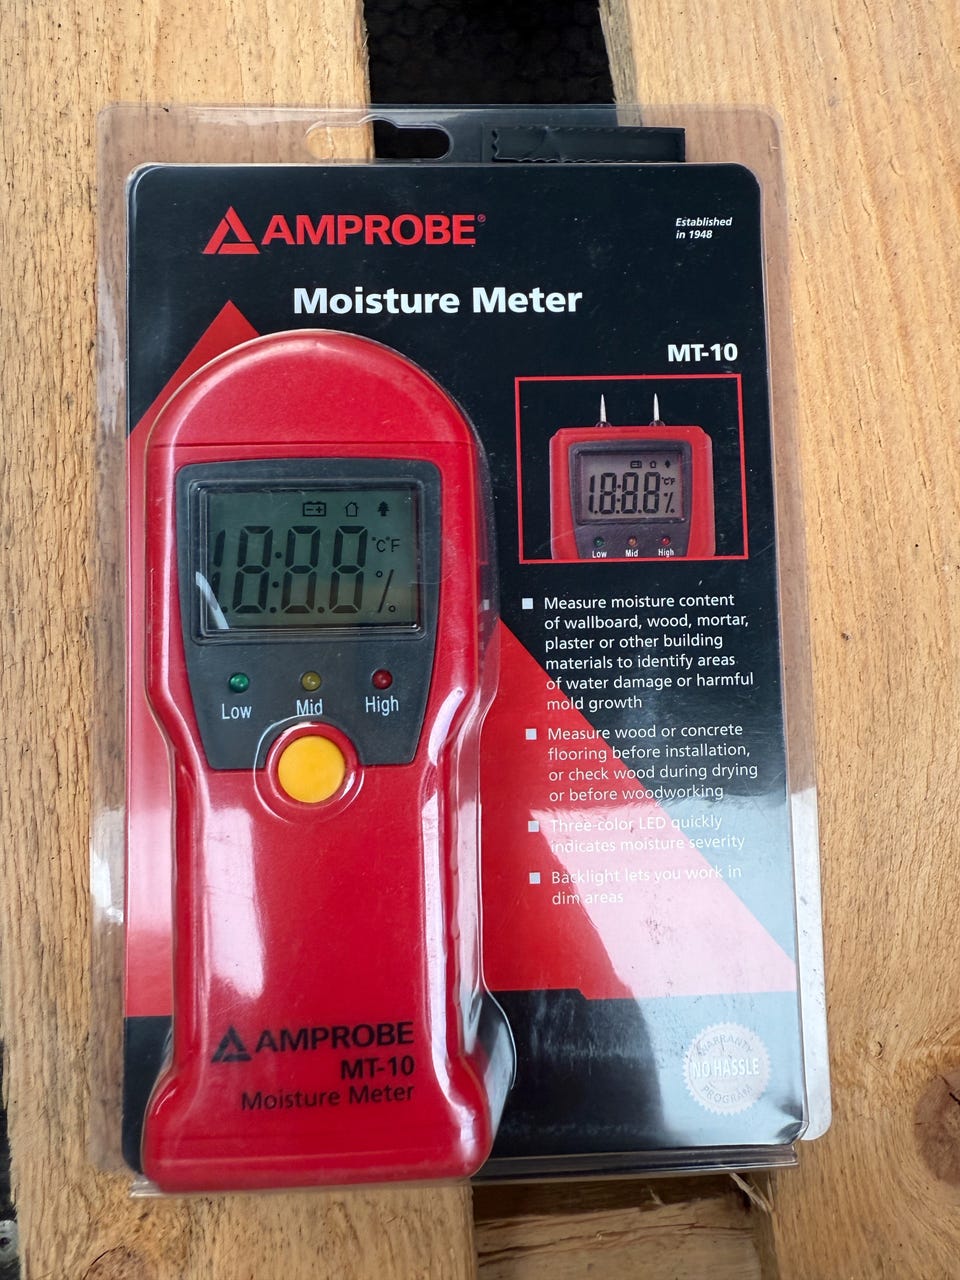 AMPROBE®
Established
in 1948
Moisture Meter
MT-10
18:8.8 °C°F
%
Low Mid High
■ Measure moisture content
of wallboard, wood, mortar,
plaster or other building
materials to identify areas
of water damage or harmful
mold growth
■ Measure wood or concrete
flooring before installation,
or check wood during drying
or before woodworking
■ Three-color LED quickly
indicates moisture severity
■ Backlight lets you work in
dim areas
18:8.8 °C°F
%
Low Mid High
AMPROBE
MT-10
Moisture Meter
WARRANTY
NO HASSLE
PROGRAM